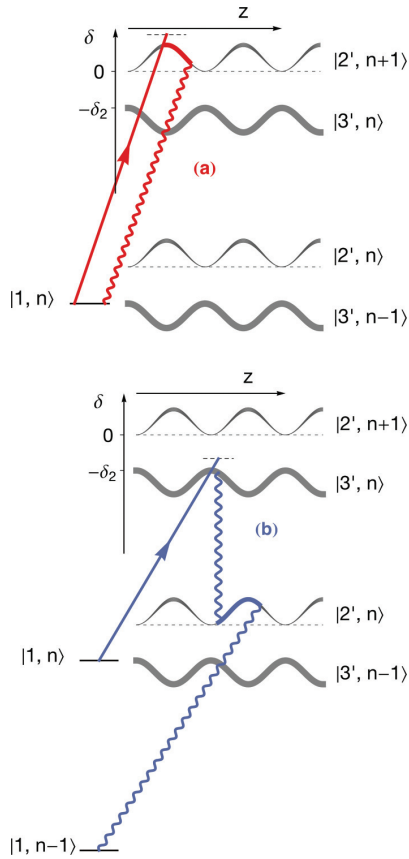 δ
z
0
|2', n+1⟩
−δ₂
|3', n⟩
(a)
|2', n⟩
|1, n⟩
|3', n-1⟩
z
δ
0
|2', n+1⟩
−δ₂
|3', n⟩
(b)
|2', n⟩
|1, n⟩
|3', n-1⟩
|1, n-1⟩